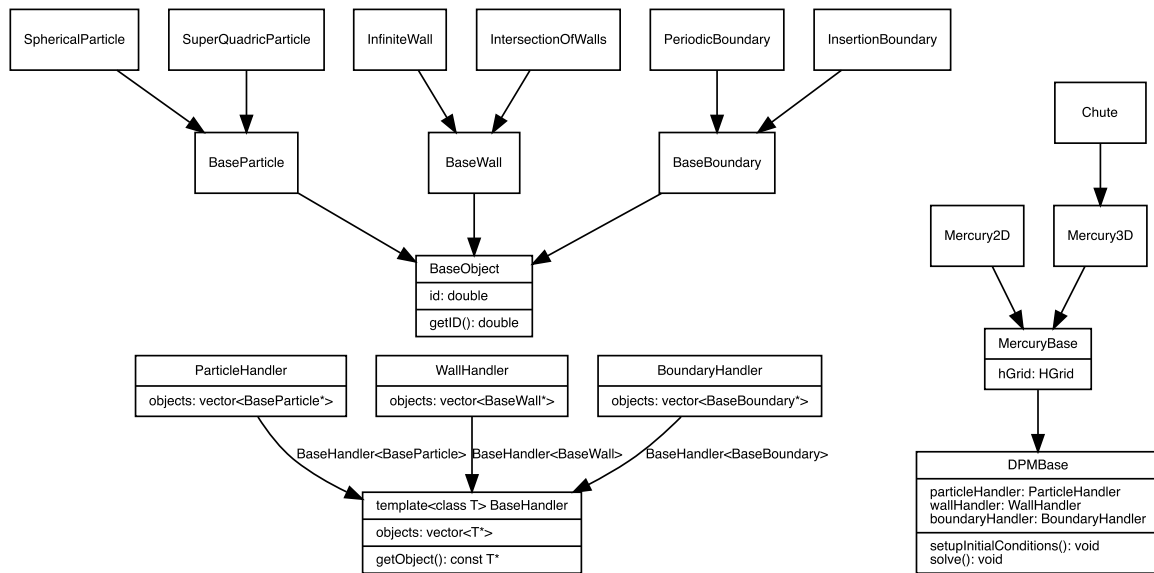 SphericalParticle
SuperQuadricParticle
InfiniteWall
IntersectionOfWalls
PeriodicBoundary
InsertionBoundary
Chute
BaseParticle
BaseWall
BaseBoundary
Mercury2D
Mercury3D
BaseObject
id: double
getID(): double
MercuryBase
hGrid: HGrid
ParticleHandler
objects: vector<BaseParticle*>
WallHandler
objects: vector<BaseWall*>
BoundaryHandler
objects: vector<BaseBoundary*>
BaseHandler<BaseParticle>
BaseHandler<BaseWall>
BaseHandler<BaseBoundary>
template<class T> BaseHandler
objects: vector<T*>
getObject(): const T*
DPMBase
particleHandler: ParticleHandler
wallHandler: WallHandler
boundaryHandler: BoundaryHandler
setupInitialConditions(): void
solve(): void